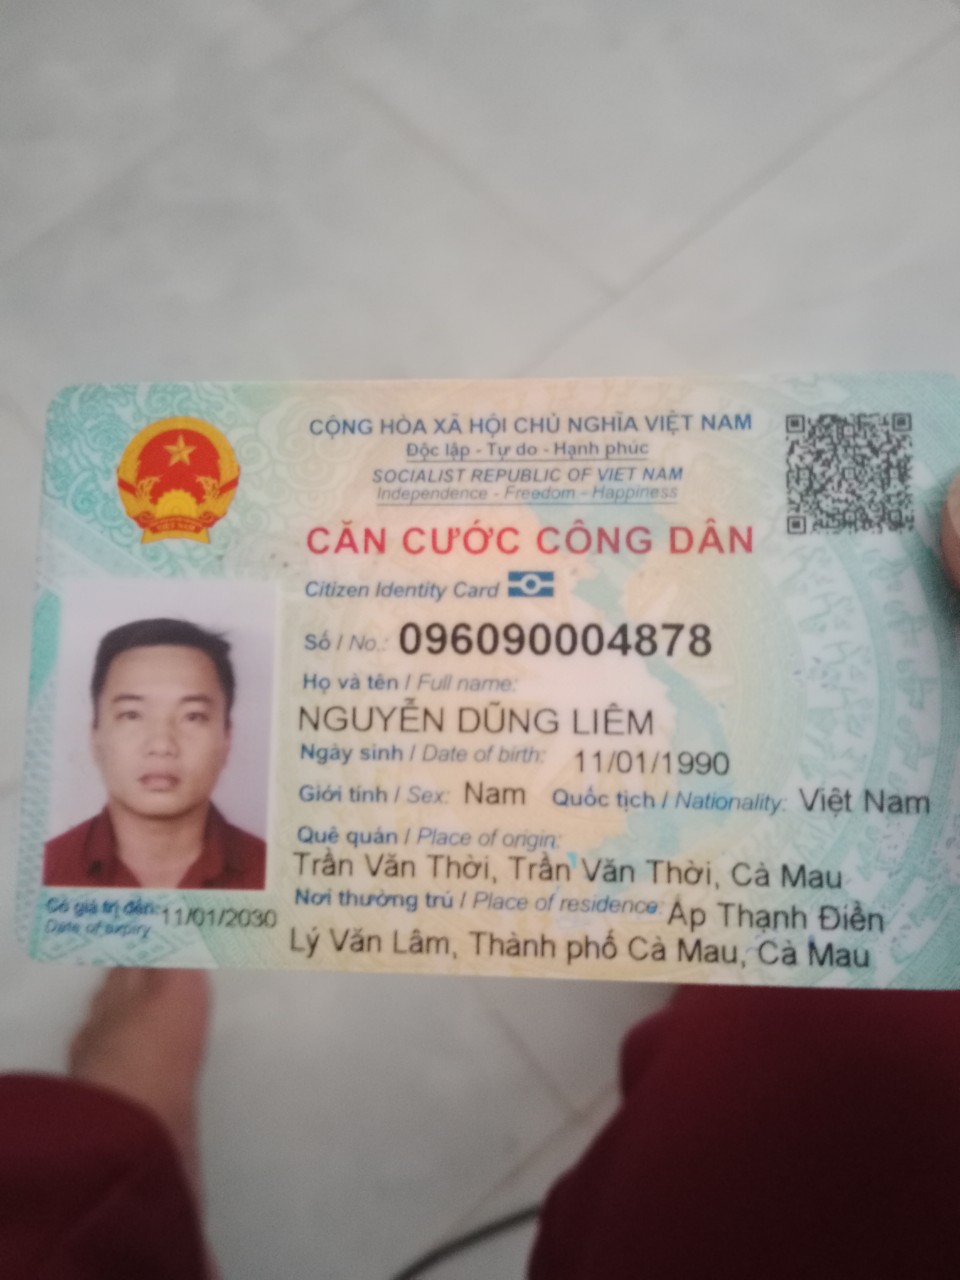 CỘNG HÒA XÃ HỘI CHỦ NGHĨA VIỆT NAM
Độc lập - Tự do - Hạnh phúc
SOCIALIST REPUBLIC OF VIET NAM
Independence - Freedom - Happiness
CĂN CƯỚC CÔNG DÂN
Citizen Identity Card
Số / No.: 096090004878
Họ và tên / Full name:
NGUYỄN DŨNG LIÊM
Ngày sinh / Date of birth: 11/01/1990
Giới tính / Sex: Nam Quốc tịch / Nationality: Việt Nam
Quê quán / Place of origin:
Trần Văn Thời, Trần Văn Thời, Cà Mau
Nơi thường trú / Place of residence: Ấp Thạnh Điền
Lý Văn Lâm, Thành phố Cà Mau, Cà Mau
Có giá trị đến: 11/01/2030
Date of expiry
VIỆT NAM